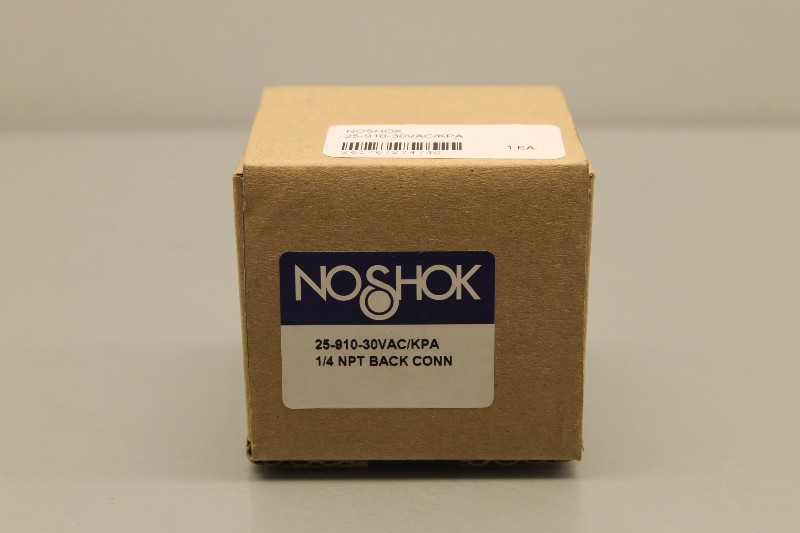 NOSHOK
25-910-30VAC/KPA
1 EA.
NOSHOK
25-910-30VAC/KPA
1/4 NPT BACK CONN